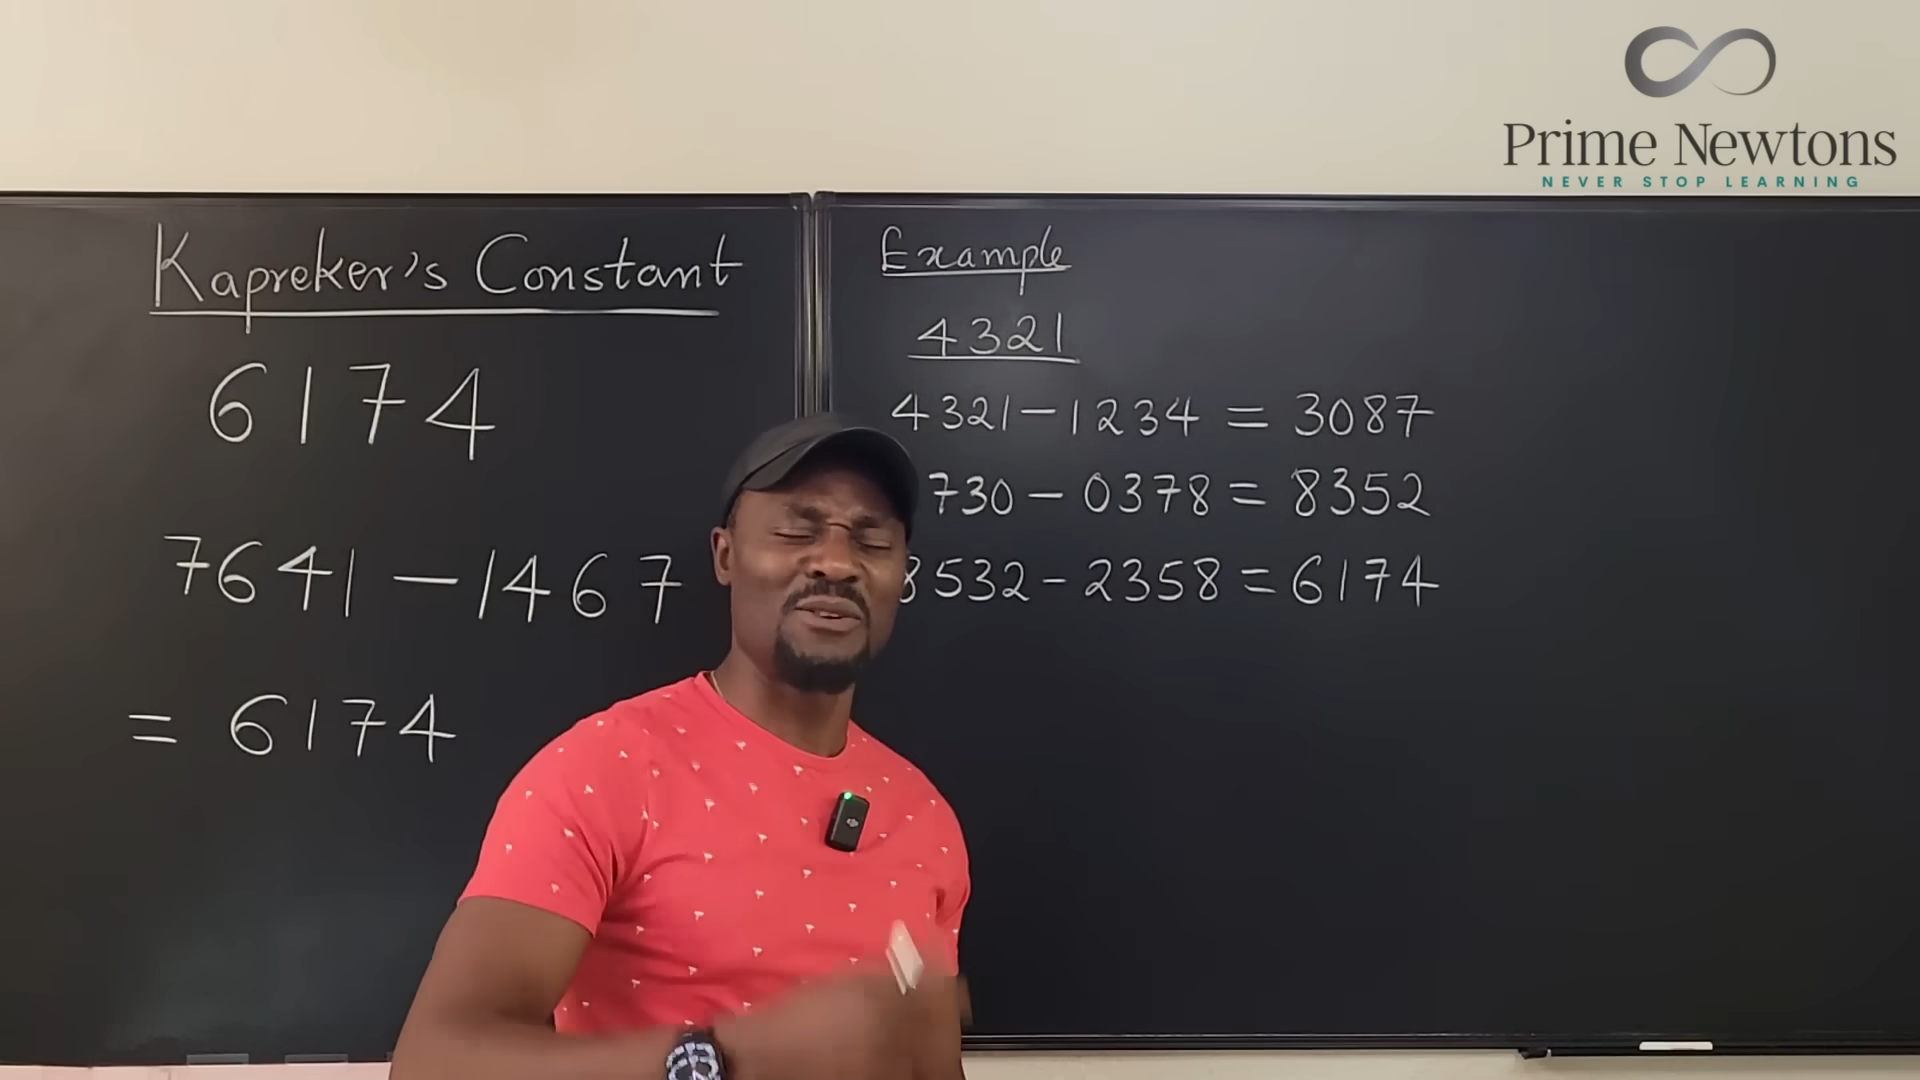 Prime Newtons
NEVER STOP LEARNING
Kapreker's Constant
6174
7641 - 1467
= 6174
Example
4321
4321 - 1234 = 3087
730 - 0378 = 8352
8532 - 2358 = 6174